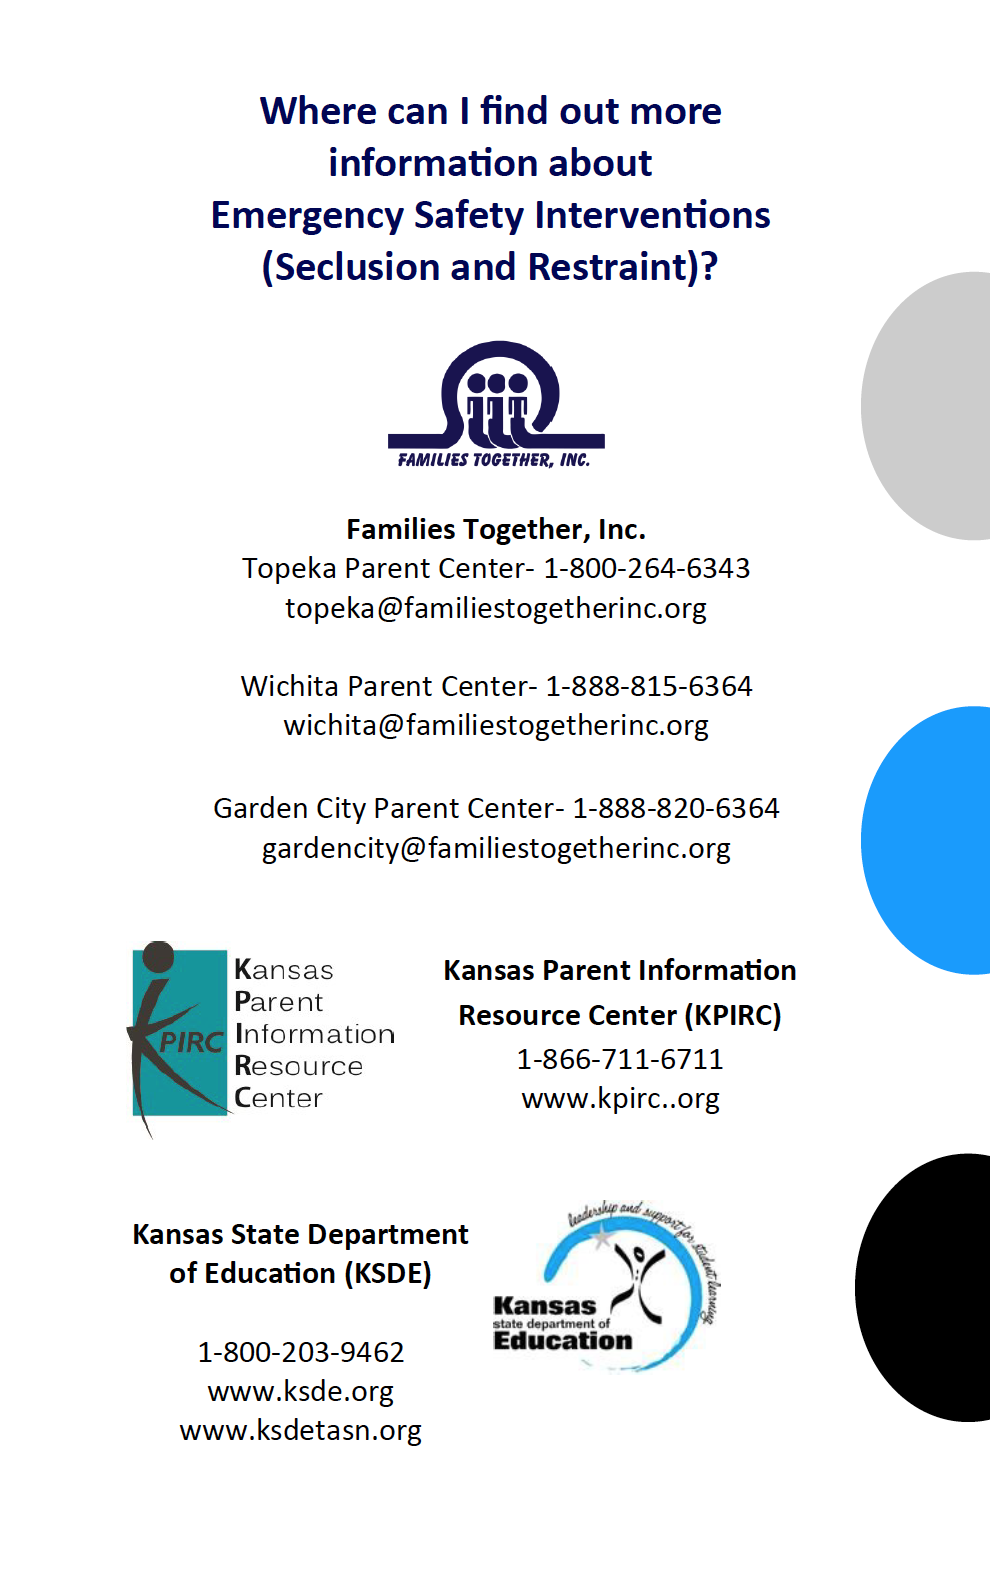 Where can I find out more
information about
Emergency Safety Interventions
(Seclusion and Restraint)?
FAMILIES TOGETHER, INC.
Families Together, Inc.
Topeka Parent Center- 1-800-264-6343
topeka@familiestogetherinc.org
Wichita Parent Center- 1-888-815-6364
wichita@familiestogetherinc.org
Garden City Parent Center- 1-888-820-6364
gardencity@familiestogetherinc.org
PIRC
Kansas
Parent
Information
Resource
Center
Kansas Parent Information
Resource Center (KPIRC)
1-866-711-6711
www.kpirc..org
Kansas State Department
of Education (KSDE)
1-800-203-9462
www.ksde.org
www.ksdetasn.org
leadership and support for student learning
Kansas
state department of
Education